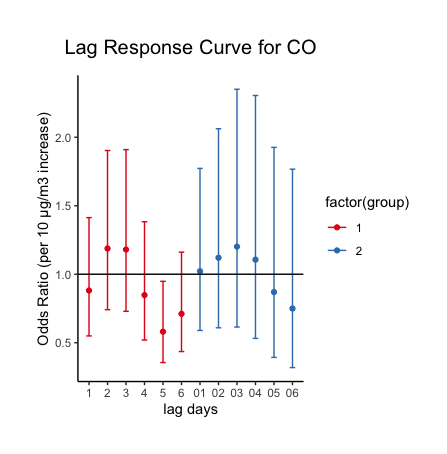 Lag Response Curve for CO
Odds Ratio (per 10 µg/m3 increase)
2.0
1.5
1.0
0.5
1 2 3 4 5 6 01 02 03 04 05 06
lag days
factor(group)
1
2